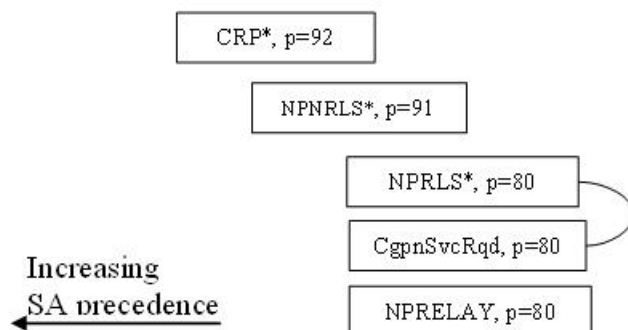 CRP*, p=92
NPNRLS*, p=91
NPRLS*, p=80
CgpnSvcRqd, p=80
Increasing
SA precedence
NPRELAY, p=80